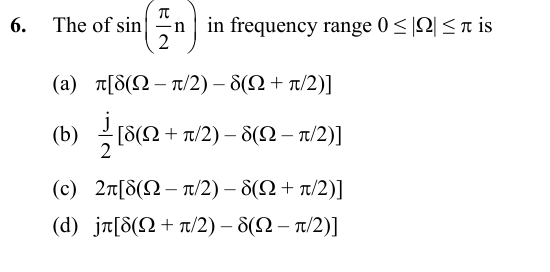 6. The of sin(π/2 n) in frequency range 0 ≤ |Ω| ≤ π is
(a) π[δ(Ω – π/2) – δ(Ω + π/2)]
(b) j/2 [δ(Ω + π/2) – δ(Ω – π/2)]
(c) 2π[δ(Ω – π/2) – δ(Ω + π/2)]
(d) jπ[δ(Ω + π/2) – δ(Ω – π/2)]